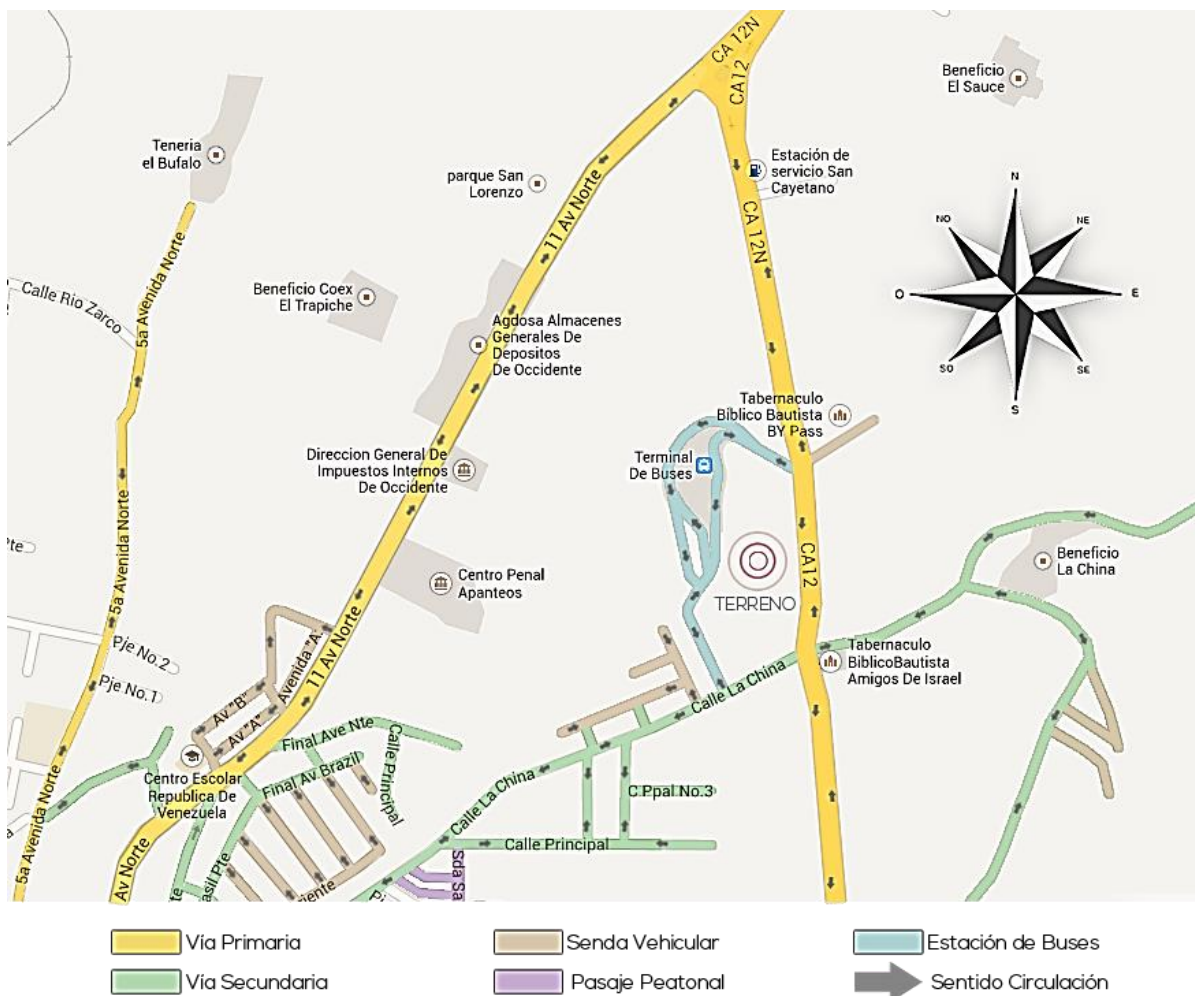 CA 12N
CA12
Beneficio
El Sauce
Teneria
el Bufalo
parque San
Lorenzo
11 Av Norte
Estación de
servicio San
Cayetano
CA 12N
N
NO
NE
O
E
SO
SE
S
5a Avenida Norte
Calle Rio Zarco
Beneficio Coex
El Trapiche
Agdosa Almacenes
Generales De
Depositos
De Occidente
Tabernaculo
Biblico Bautista
BY Pass
Direccion General De
Impuestos Internos
De Occidente
Terminal
De Buses
5a Avenida Norte
Pte
CA12
Centro Penal
Apanteos
TERRENO
Beneficio
La China
Pje No.2
Pje No.1
Avenida "A"
11 Av Norte
Av "B"
Av "A"
Calle La China
Tabernaculo
BiblicoBautista
Amigos De Israel
Final Ave Nte
Final Av Brazil
Calle Principal
Centro Escolar
Republica De
Venezuela
Calle La China
C Ppal No.3
Calle Principal
5a Avenida Norte
Av Norte
asil Pte
iente
Sda Sa
Vía Primaria
Senda Vehicular
Estación de Buses
Vía Secundaria
Pasaje Peatonal
Sentido Circulación